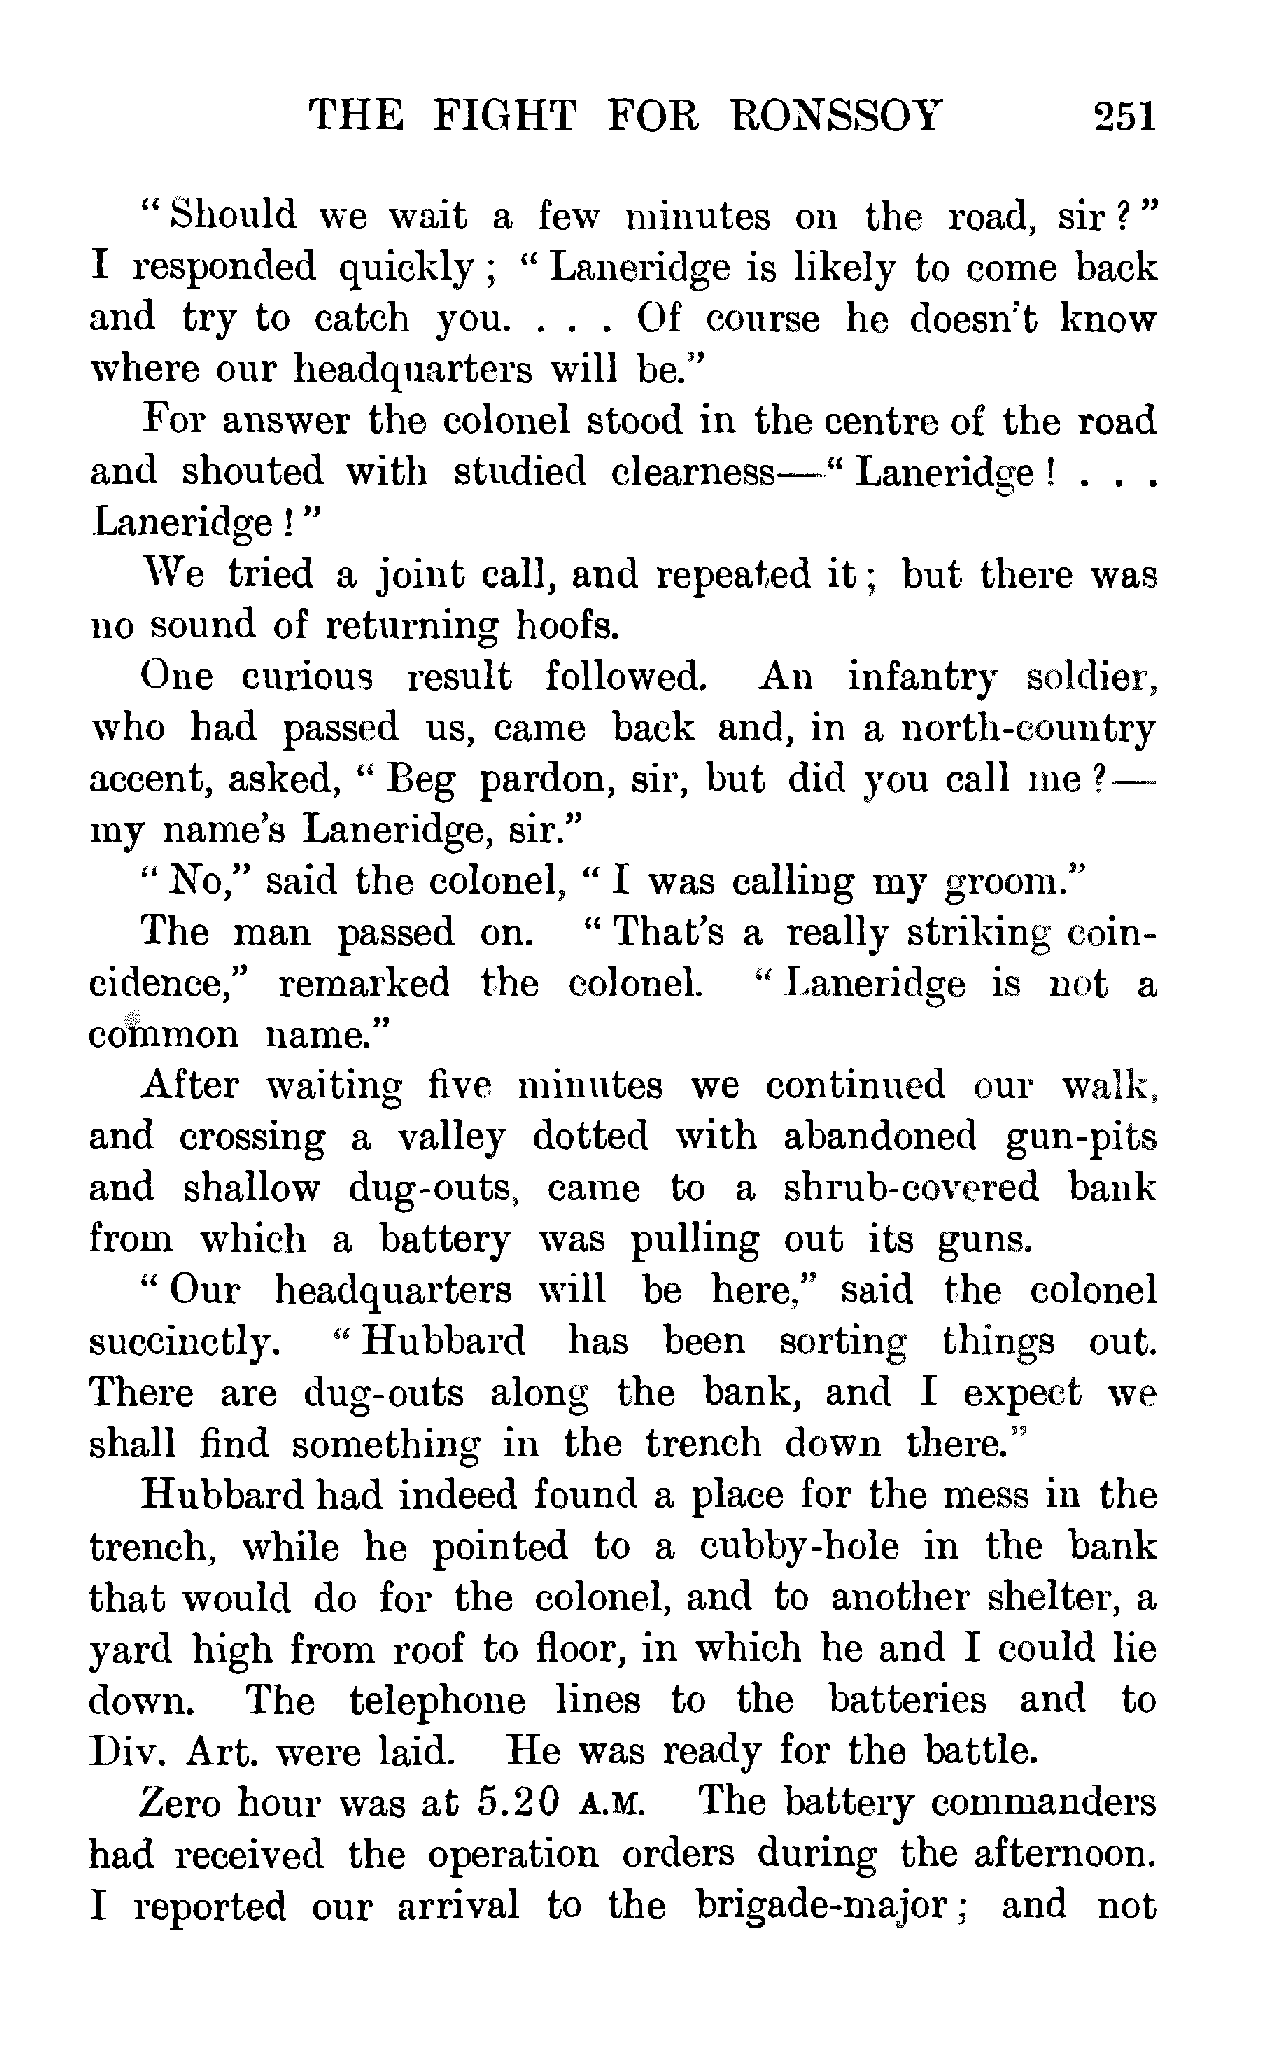 THE FIGHT FOR RONSSOY 251
“Should we wait a few minutes on the road, sir?”
I responded quickly; “Laneridge is likely to come back
and try to catch you. . . . Of course he doesn't know
where our headquarters will be.”
For answer the colonel stood in the centre of the road
and shouted with studied clearness—“Laneridge! . . .
Laneridge!”
We tried a joint call, and repeated it; but there was
no sound of returning hoofs.
One curious result followed. An infantry soldier,
who had passed us, came back and, in a north-country
accent, asked, “Beg pardon, sir, but did you call me?—
my name's Laneridge, sir.”
“No,” said the colonel, “I was calling my groom.”
The man passed on. “That's a really striking coin-
cidence,” remarked the colonel. “Laneridge is not a
common name.”
After waiting five minutes we continued our walk,
and crossing a valley dotted with abandoned gun-pits
and shallow dug-outs, came to a shrub-covered bank
from which a battery was pulling out its guns.
“Our headquarters will be here,” said the colonel
succinctly. “Hubbard has been sorting things out.
There are dug-outs along the bank, and I expect we
shall find something in the trench down there.”
Hubbard had indeed found a place for the mess in the
trench, while he pointed to a cubby-hole in the bank
that would do for the colonel, and to another shelter, a
yard high from roof to floor, in which he and I could lie
down. The telephone lines to the batteries and to
Div. Art. were laid. He was ready for the battle.
Zero hour was at 5.20 A.M. The battery commanders
had received the operation orders during the afternoon.
I reported our arrival to the brigade-major; and not